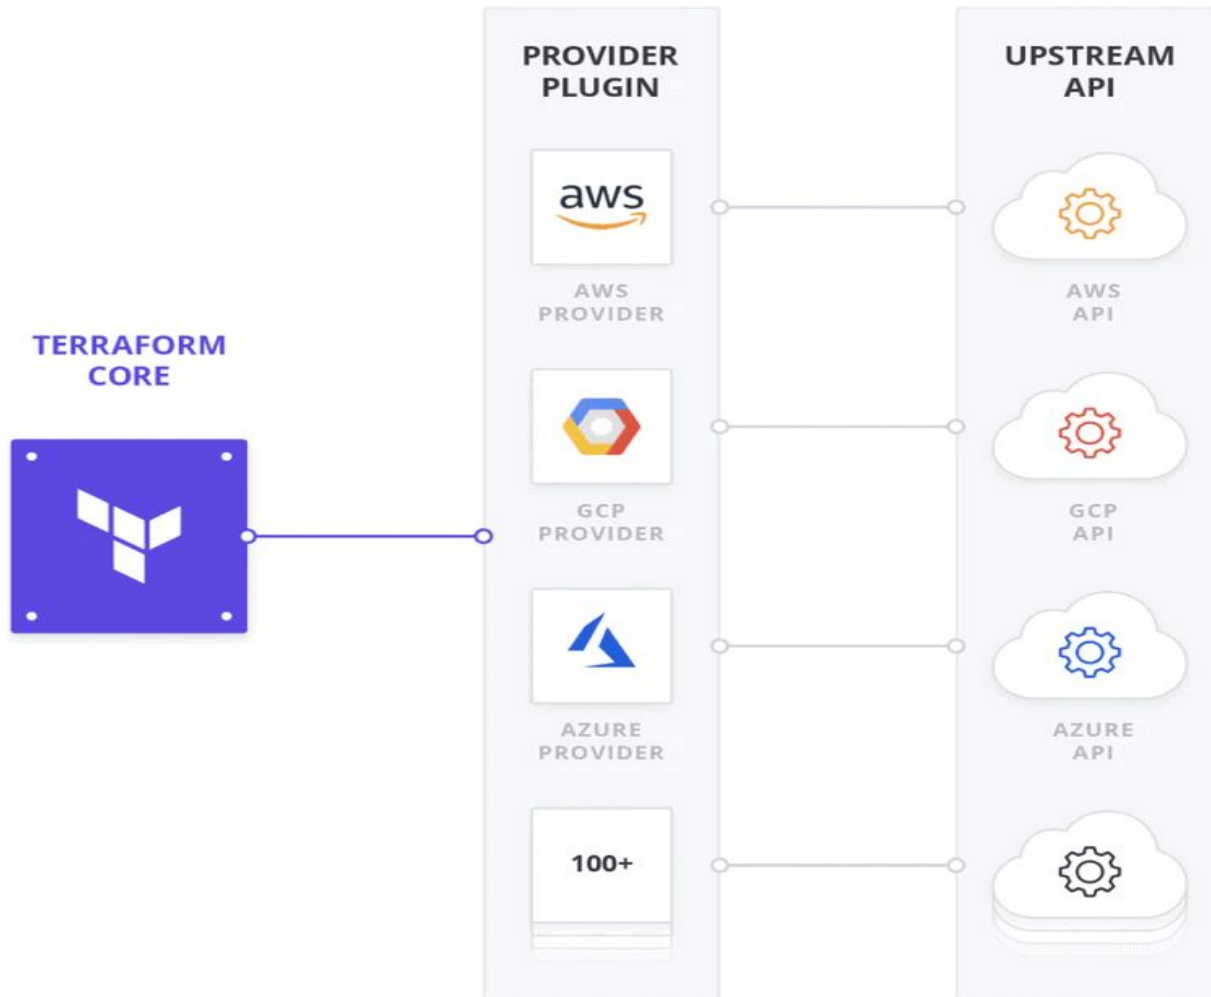 PROVIDER
PLUGIN
UPSTREAM
API
aws
AWS
PROVIDER
AWS
API
TERRAFORM
CORE
GCP
PROVIDER
GCP
API
AZURE
PROVIDER
AZURE
API
100+